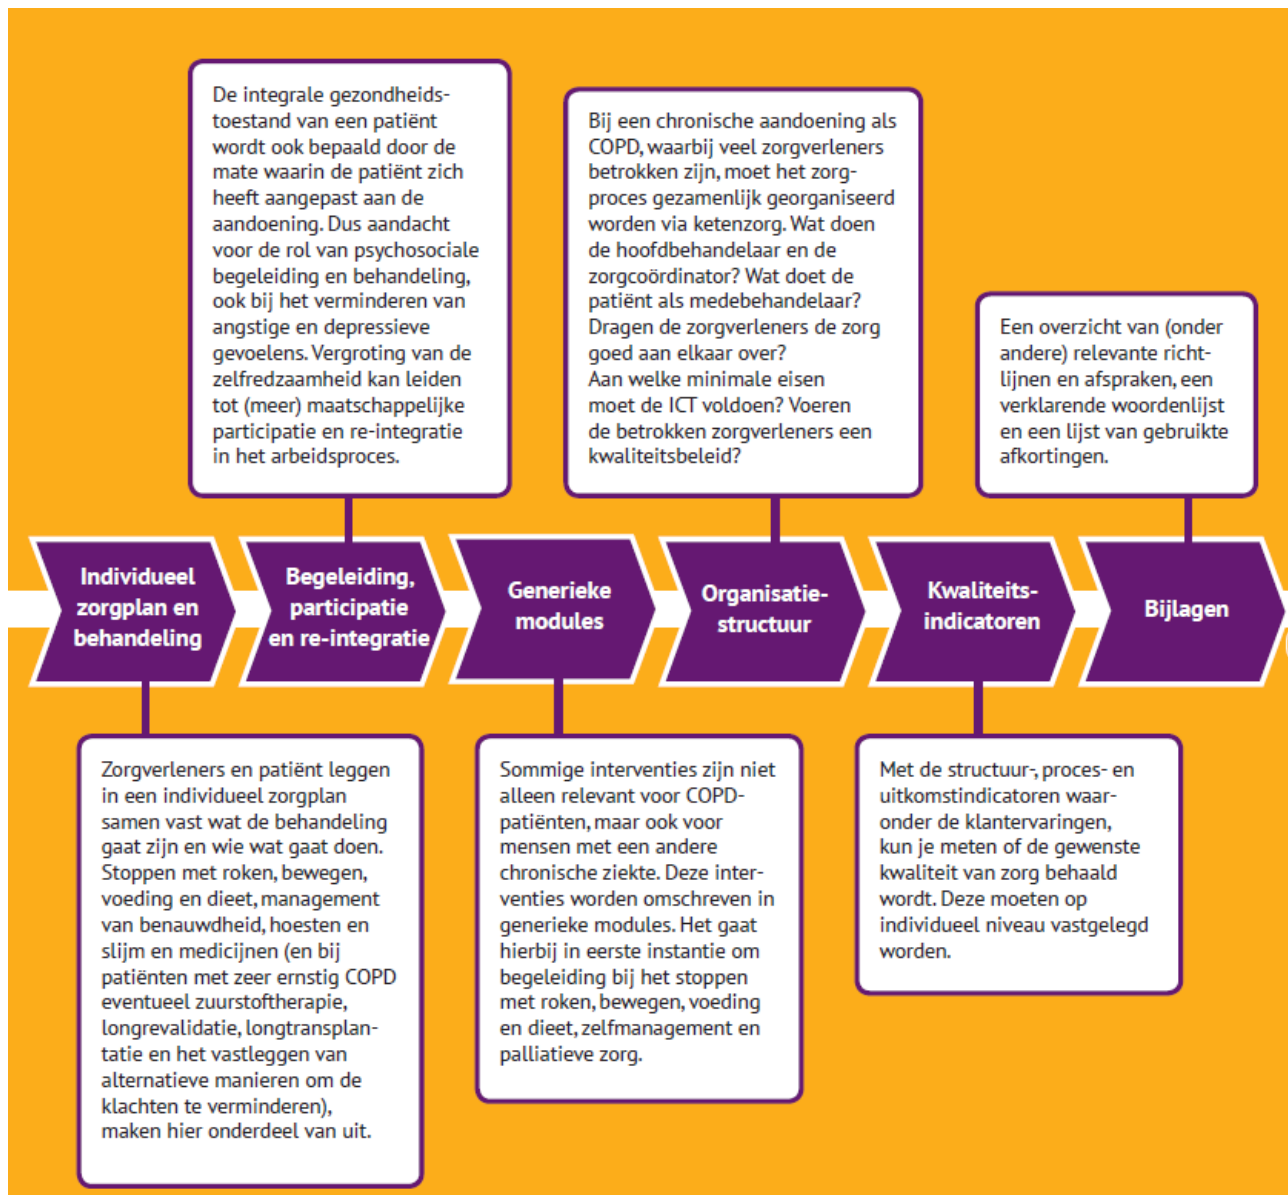 De integrale gezondheids-
toestand van een patiënt
wordt ook bepaald door de
mate waarin de patiënt zich
heeft aangepast aan de
aandoening. Dus aandacht
voor de rol van psychosociale
begeleiding en behandeling,
ook bij het verminderen van
angstige en depressieve
gevoelens. Vergroting van de
zelfredzaamheid kan leiden
tot (meer) maatschappelijke
participatie en re-integratie
in het arbeidsproces.
Bij een chronische aandoening als
COPD, waarbij veel zorgverleners
betrokken zijn, moet het zorg-
proces gezamenlijk georganiseerd
worden via ketenzorg. Wat doen
de hoofdbehandelaar en de
zorgcoördinator? Wat doet de
patiënt als medebehandelaar?
Dragen de zorgverleners de zorg
goed aan elkaar over?
Aan welke minimale eisen
moet de ICT voldoen? Voeren
de betrokken zorgverleners een
kwaliteitsbeleid?
Een overzicht van (onder
andere) relevante richt-
lijnen en afspraken, een
verklarende woordenlijst
en een lijst van gebruikte
afkortingen.
Individueel
zorgplan en
behandeling
Begeleiding,
participatie
en re-integratie
Generieke
modules
Organisatie-
structuur
Kwaliteits-
indicatoren
Bijlagen
Zorgverleners en patiënt leggen
in een individueel zorgplan
samen vast wat de behandeling
gaat zijn en wie wat gaat doen.
Stoppen met roken, bewegen,
voeding en dieet, management
van benauwdheid, hoesten en
slijm en medicijnen (en bij
patiënten met zeer ernstig COPD
eventueel zuurstoftherapie,
longrevalidatie, longtransplan-
tatie en het vastleggen van
alternatieve manieren om de
klachten te verminderen),
maken hier onderdeel van uit.
Sommige interventies zijn niet
alleen relevant voor COPD-
patiënten, maar ook voor
mensen met een andere
chronische ziekte. Deze inter-
venties worden omschreven in
generieke modules. Het gaat
hierbij in eerste instantie om
begeleiding bij het stoppen
met roken, bewegen, voeding
en dieet, zelfmanagement en
palliatieve zorg.
Met de structuur-, proces- en
uitkomstindicatoren waar-
onder de klantervaringen,
kun je meten of de gewenste
kwaliteit van zorg behaald
wordt. Deze moeten op
individueel niveau vastgelegd
worden.